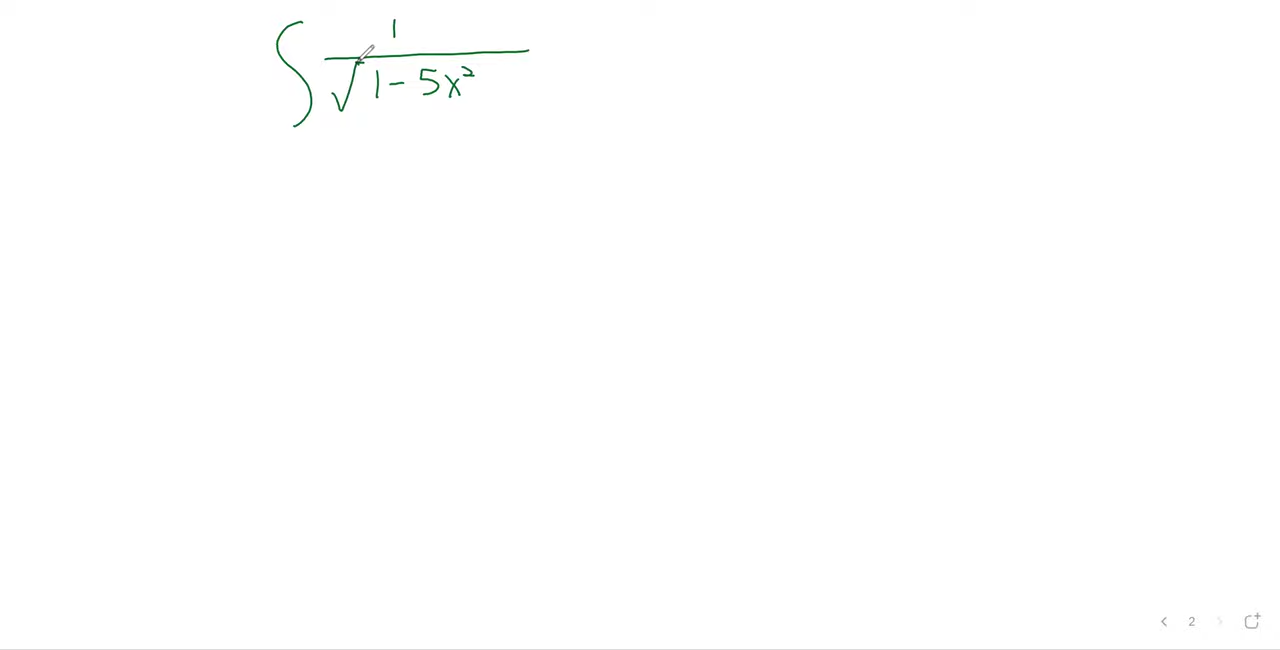 ∫ 1/√1 - 5x²
2